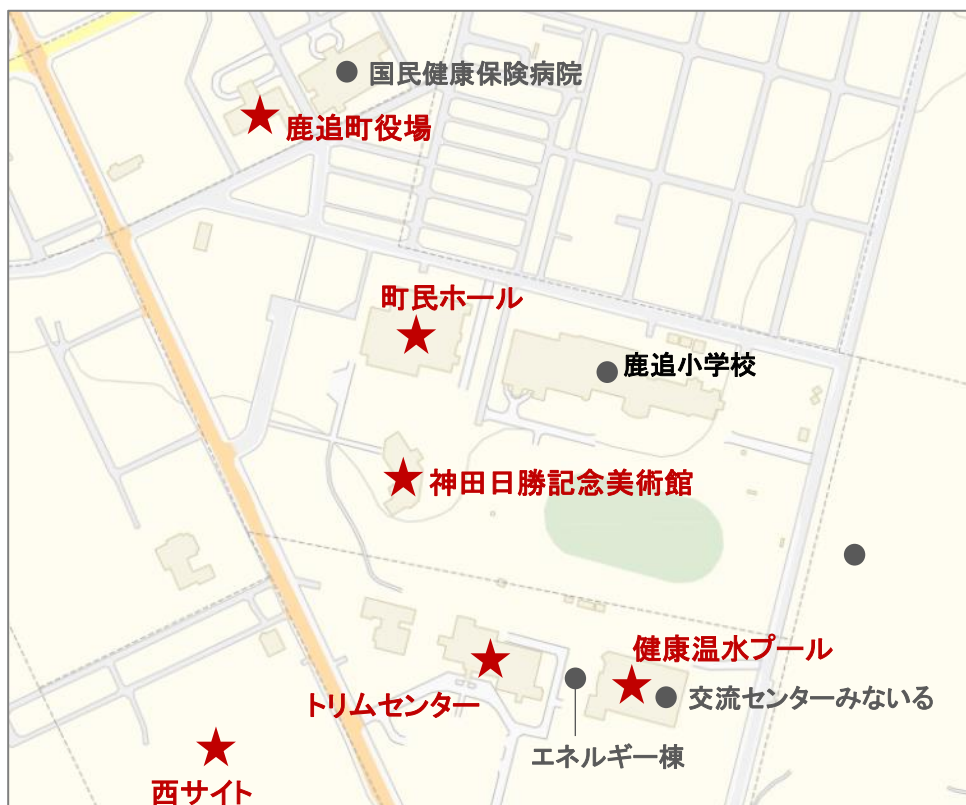 国民健康保険病院
鹿追町役場
町民ホール
鹿追小学校
神田日勝記念美術館
健康温水プール
交流センターみないる
トリムセンター
エネルギー棟
西サイト